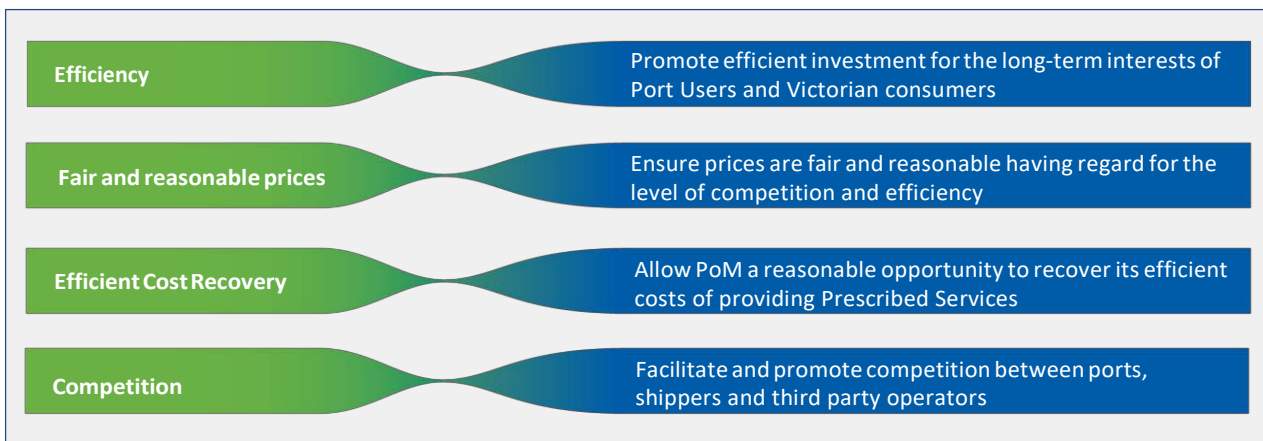 Efficiency
Promote efficient investment for the long-term interests of
Port Users and Victorian consumers
Fair and reasonable prices
Ensure prices are fair and reasonable having regard for the
level of competition and efficiency
Efficient Cost Recovery
Allow PoM a reasonable opportunity to recover its efficient
costs of providing Prescribed Services
Competition
Facilitate and promote competition between ports,
shippers and third party operators